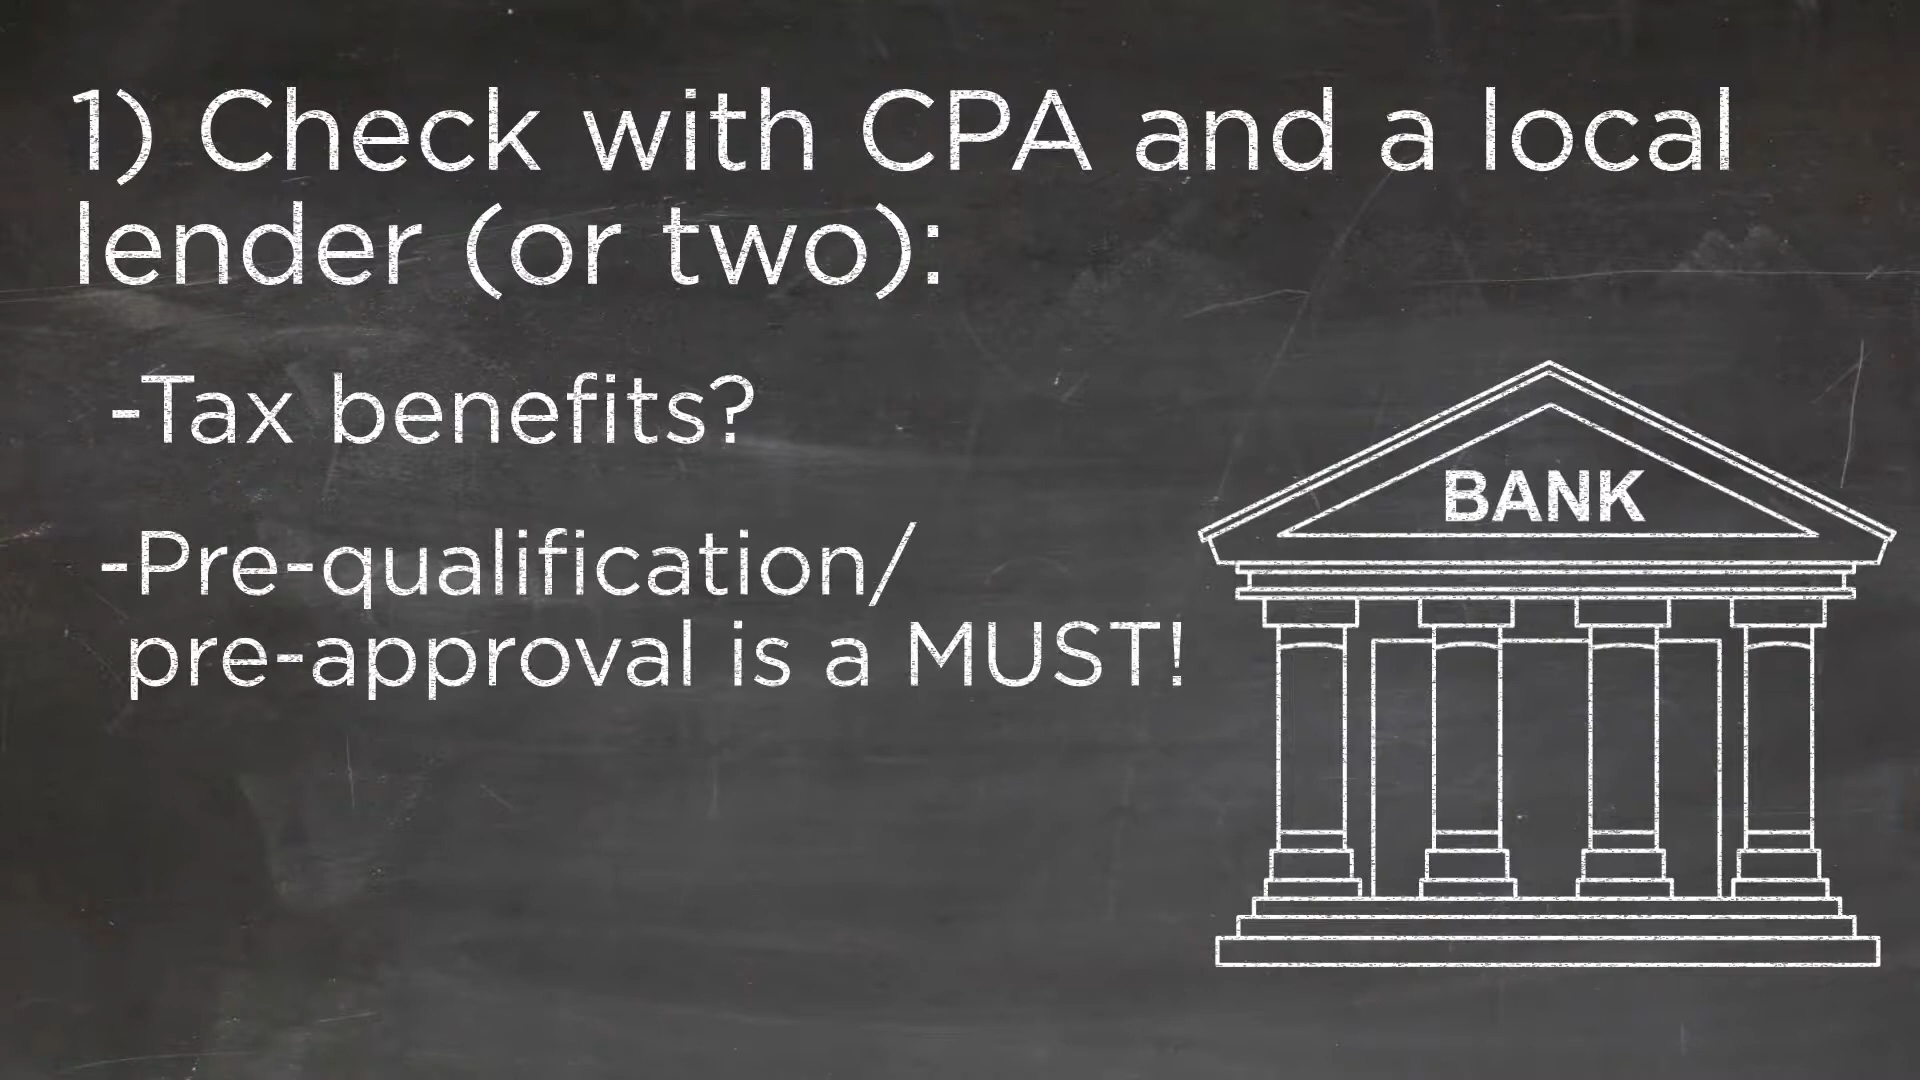 1) Check with CPA and a local
lender (or two):
-Tax benefits?
-Pre-qualification/
pre-approval is a MUST!
BANK